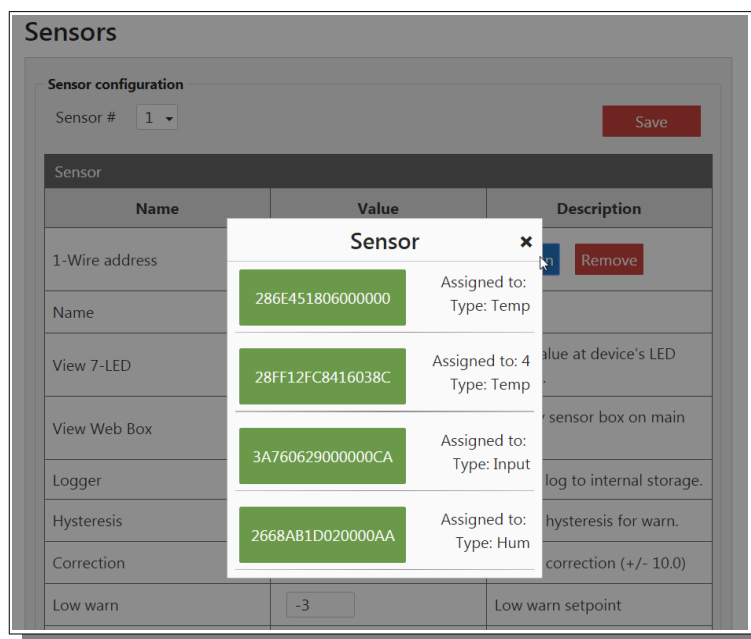 Sensors
Sensor configuration
Sensor # 1
Save
Sensor
Name Value Description
1-Wire address
Remove
Name
View 7-LED
alue at device's LED
View Web Box
sensor box on main
Logger
log to internal storage.
Hysteresis
hysteresis for warn.
Correction
correction (+/- 10.0)
Low warn -3 Low warn setpoint
Sensor ×
286E451806000000
Assigned to:
Type: Temp
28FF12FC8416038C
Assigned to: 4
Type: Temp
3A760629000000CA
Assigned to:
Type: Input
2668AB1D020000AA
Assigned to:
Type: Hum